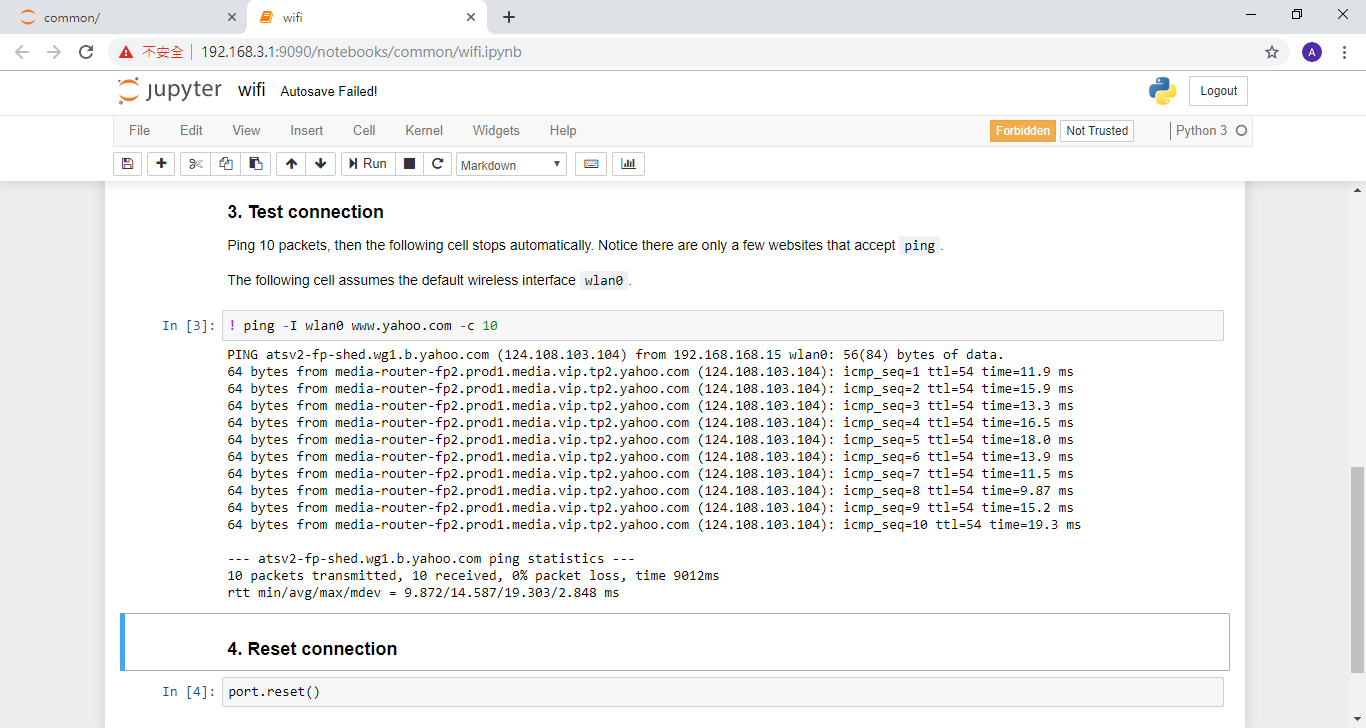 common/
wifi
不安全 192.168.3.1:9090/notebooks/common/wifi.ipynb
A
jupyter wifi Autosave Failed!
Logout
File Edit View Insert Cell Kernel Widgets Help
Forbidden Not Trusted Python 3
Run Markdown
3. Test connection
Ping 10 packets, then the following cell stops automatically. Notice there are only a few websites that accept ping.
The following cell assumes the default wireless interface wlan0.
In [3]: ! ping -I wlan0 www.yahoo.com -c 10
PING atsv2-fp-shed.wg1.b.yahoo.com (124.108.103.104) from 192.168.168.15 wlan0: 56(84) bytes of data.
64 bytes from media-router-fp2.prod1.media.vip.tp2.yahoo.com (124.108.103.104): icmp_seq=1 ttl=54 time=11.9 ms
64 bytes from media-router-fp2.prod1.media.vip.tp2.yahoo.com (124.108.103.104): icmp_seq=2 ttl=54 time=15.9 ms
64 bytes from media-router-fp2.prod1.media.vip.tp2.yahoo.com (124.108.103.104): icmp_seq=3 ttl=54 time=13.3 ms
64 bytes from media-router-fp2.prod1.media.vip.tp2.yahoo.com (124.108.103.104): icmp_seq=4 ttl=54 time=16.5 ms
64 bytes from media-router-fp2.prod1.media.vip.tp2.yahoo.com (124.108.103.104): icmp_seq=5 ttl=54 time=18.0 ms
64 bytes from media-router-fp2.prod1.media.vip.tp2.yahoo.com (124.108.103.104): icmp_seq=6 ttl=54 time=13.9 ms
64 bytes from media-router-fp2.prod1.media.vip.tp2.yahoo.com (124.108.103.104): icmp_seq=7 ttl=54 time=11.5 ms
64 bytes from media-router-fp2.prod1.media.vip.tp2.yahoo.com (124.108.103.104): icmp_seq=8 ttl=54 time=9.87 ms
64 bytes from media-router-fp2.prod1.media.vip.tp2.yahoo.com (124.108.103.104): icmp_seq=9 ttl=54 time=15.2 ms
64 bytes from media-router-fp2.prod1.media.vip.tp2.yahoo.com (124.108.103.104): icmp_seq=10 ttl=54 time=19.3 ms
--- atsv2-fp-shed.wg1.b.yahoo.com ping statistics ---
10 packets transmitted, 10 received, 0% packet loss, time 9012ms
rtt min/avg/max/mdev = 9.872/14.587/19.303/2.848 ms
4. Reset connection
In [4]: port.reset()